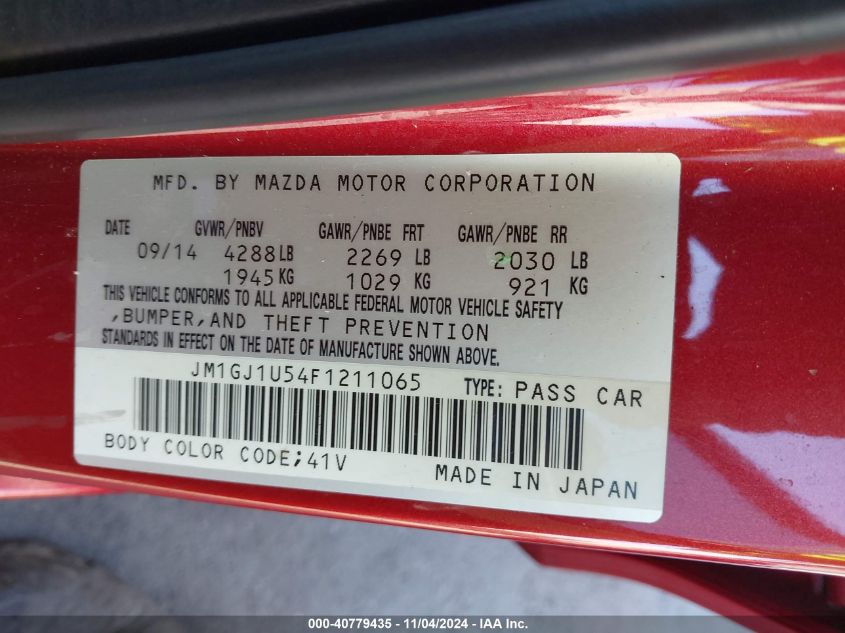 MFD. BY MAZDA MOTOR CORPORATION
DATE GVWR/PNBV GAWR/PNBE FRT GAWR/PNBE RR
09/14 4288LB 2269 LB 2030 LB
1945KG 1029 KG 921 KG
THIS VEHICLE CONFORMS TO ALL APPLICABLE FEDERAL MOTOR VEHICLE SAFETY
,BUMPER,AND THEFT PREVENTION
STANDARDS IN EFFECT ON THE DATE OF MANUFACTURE SHOWN ABOVE.
JM1GJ1U54F1211065 TYPE: PASS CAR
BODY COLOR CODE;41V MADE IN JAPAN
000-40779435 - 11/04/2024 - IAA Inc.